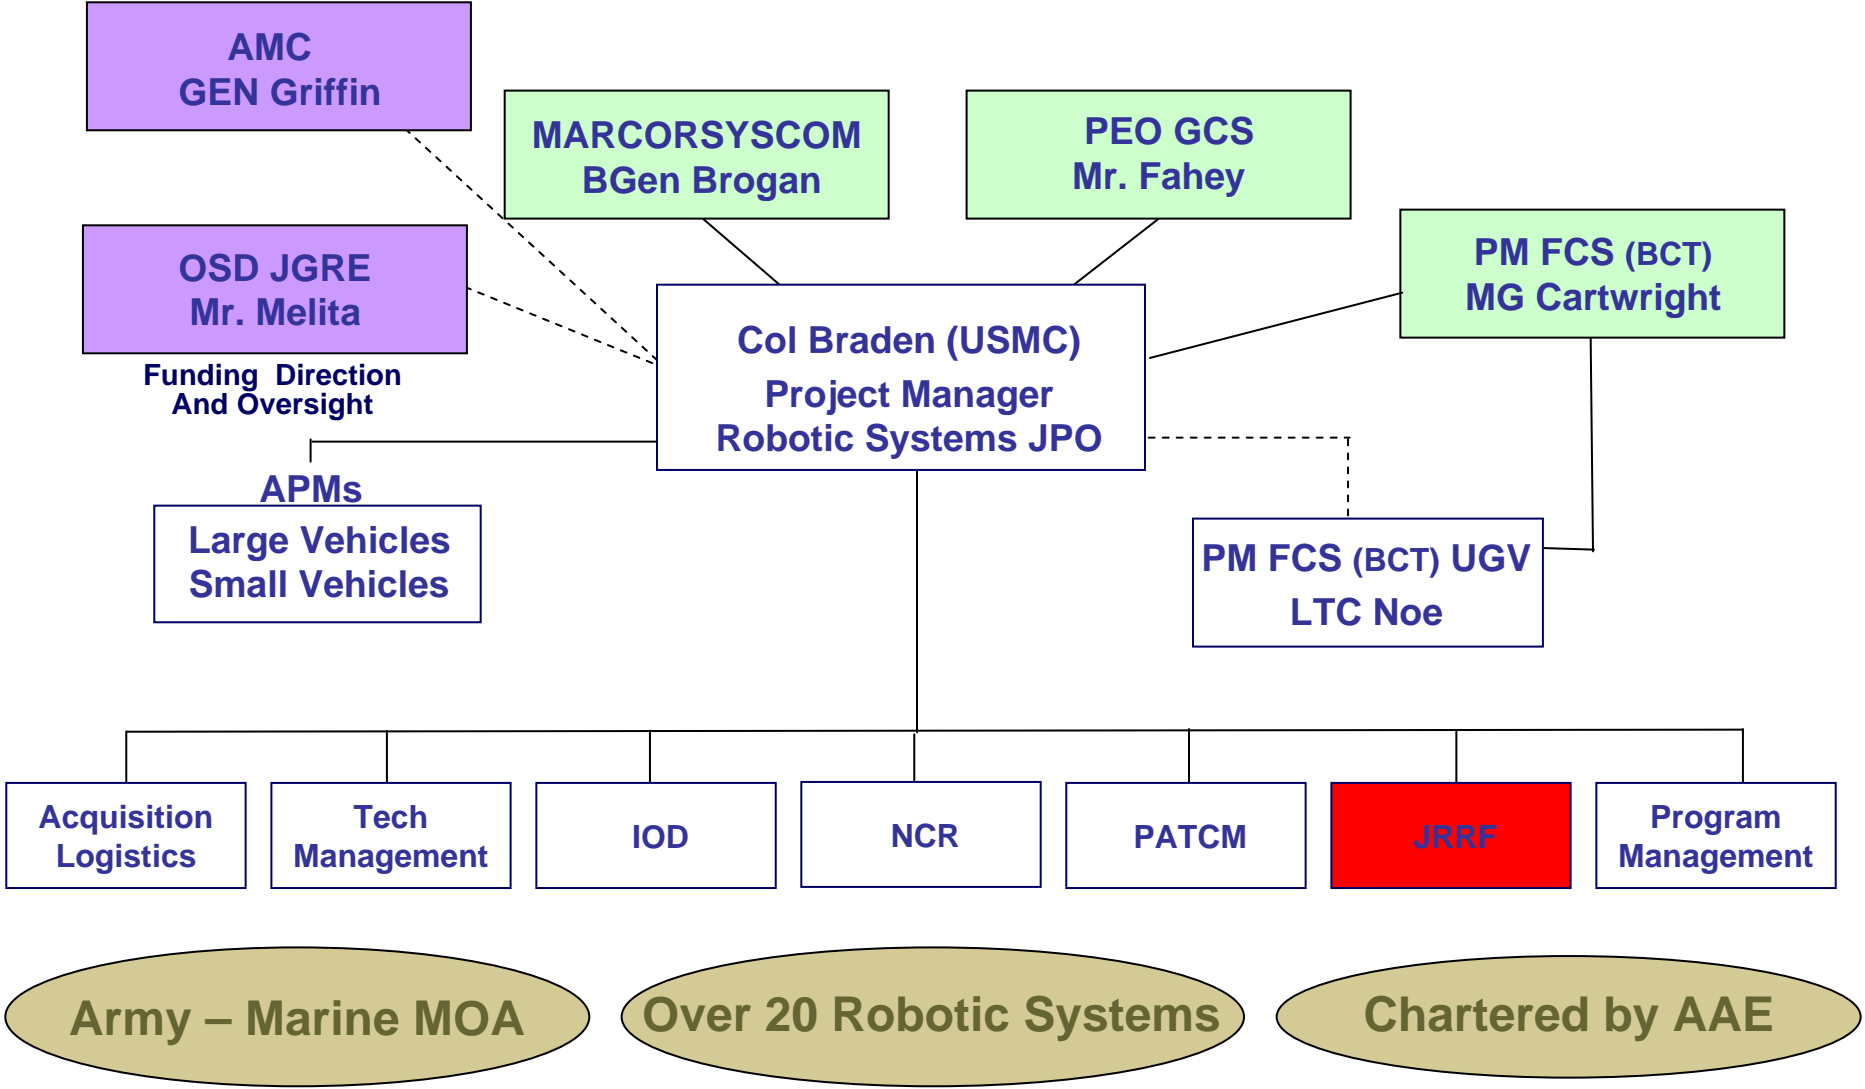 AMC
GEN Griffin
MARCORSYSCOM
BGen Brogan
PEO GCS
Mr. Fahey
OSD JGRE
Mr. Melita
Funding Direction
And Oversight
PM FCS (BCT)
MG Cartwright
Col Braden (USMC)
Project Manager
Robotic Systems JPO
APMs
Large Vehicles
Small Vehicles
PM FCS (BCT) UGV
LTC Noe
Acquisition
Logistics
Tech
Management
IOD
NCR
PATCM
JRRF
Program
Management
Army – Marine MOA
Over 20 Robotic Systems
Chartered by AAE